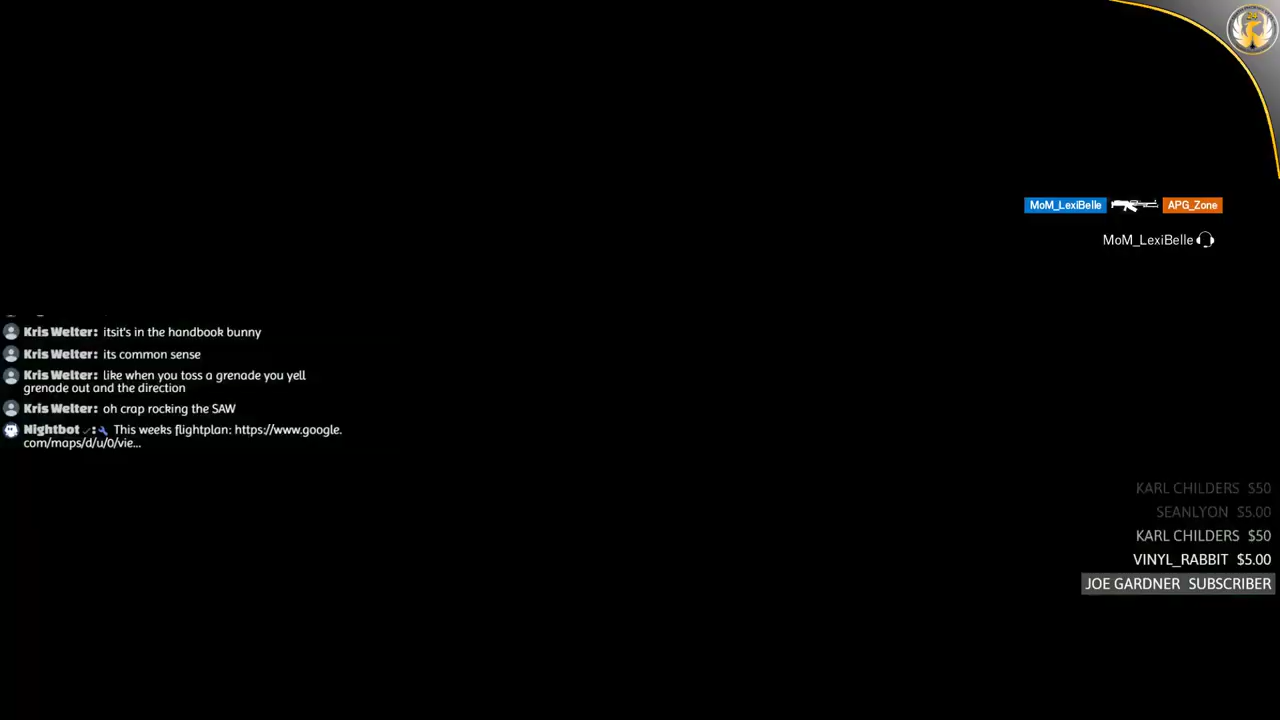 24
MoM_LexiBelle APG_Zone
MoM_LexiBelle
Kris Welter: itsit's in the handbook bunny
Kris Welter: its common sense
Kris Welter: like when you toss a grenade you yell
grenade out and the direction
Kris Welter: oh crap rocking the SAW
Nightbot : This weeks flightplan: https://www.google.
com/maps/d/u/0/vie...
KARL CHILDERS $50
SEANLYON $5.00
KARL CHILDERS $50
VINYL_RABBIT $5.00
JOE GARDNER SUBSCRIBER